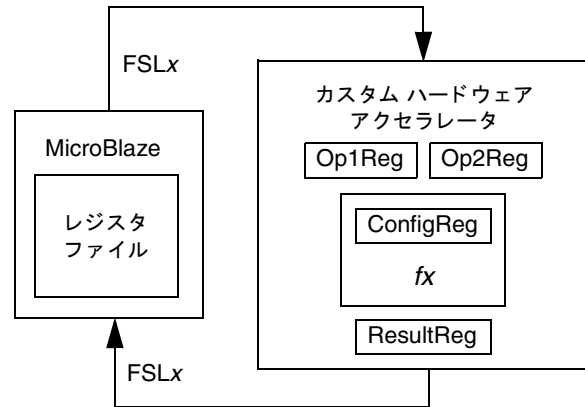 FSLx
カスタム ハードウェア
アクセラレータ
MicroBlaze
Op1Reg
Op2Reg
レジスタ
ファイル
ConfigReg
fx
ResultReg
FSLx